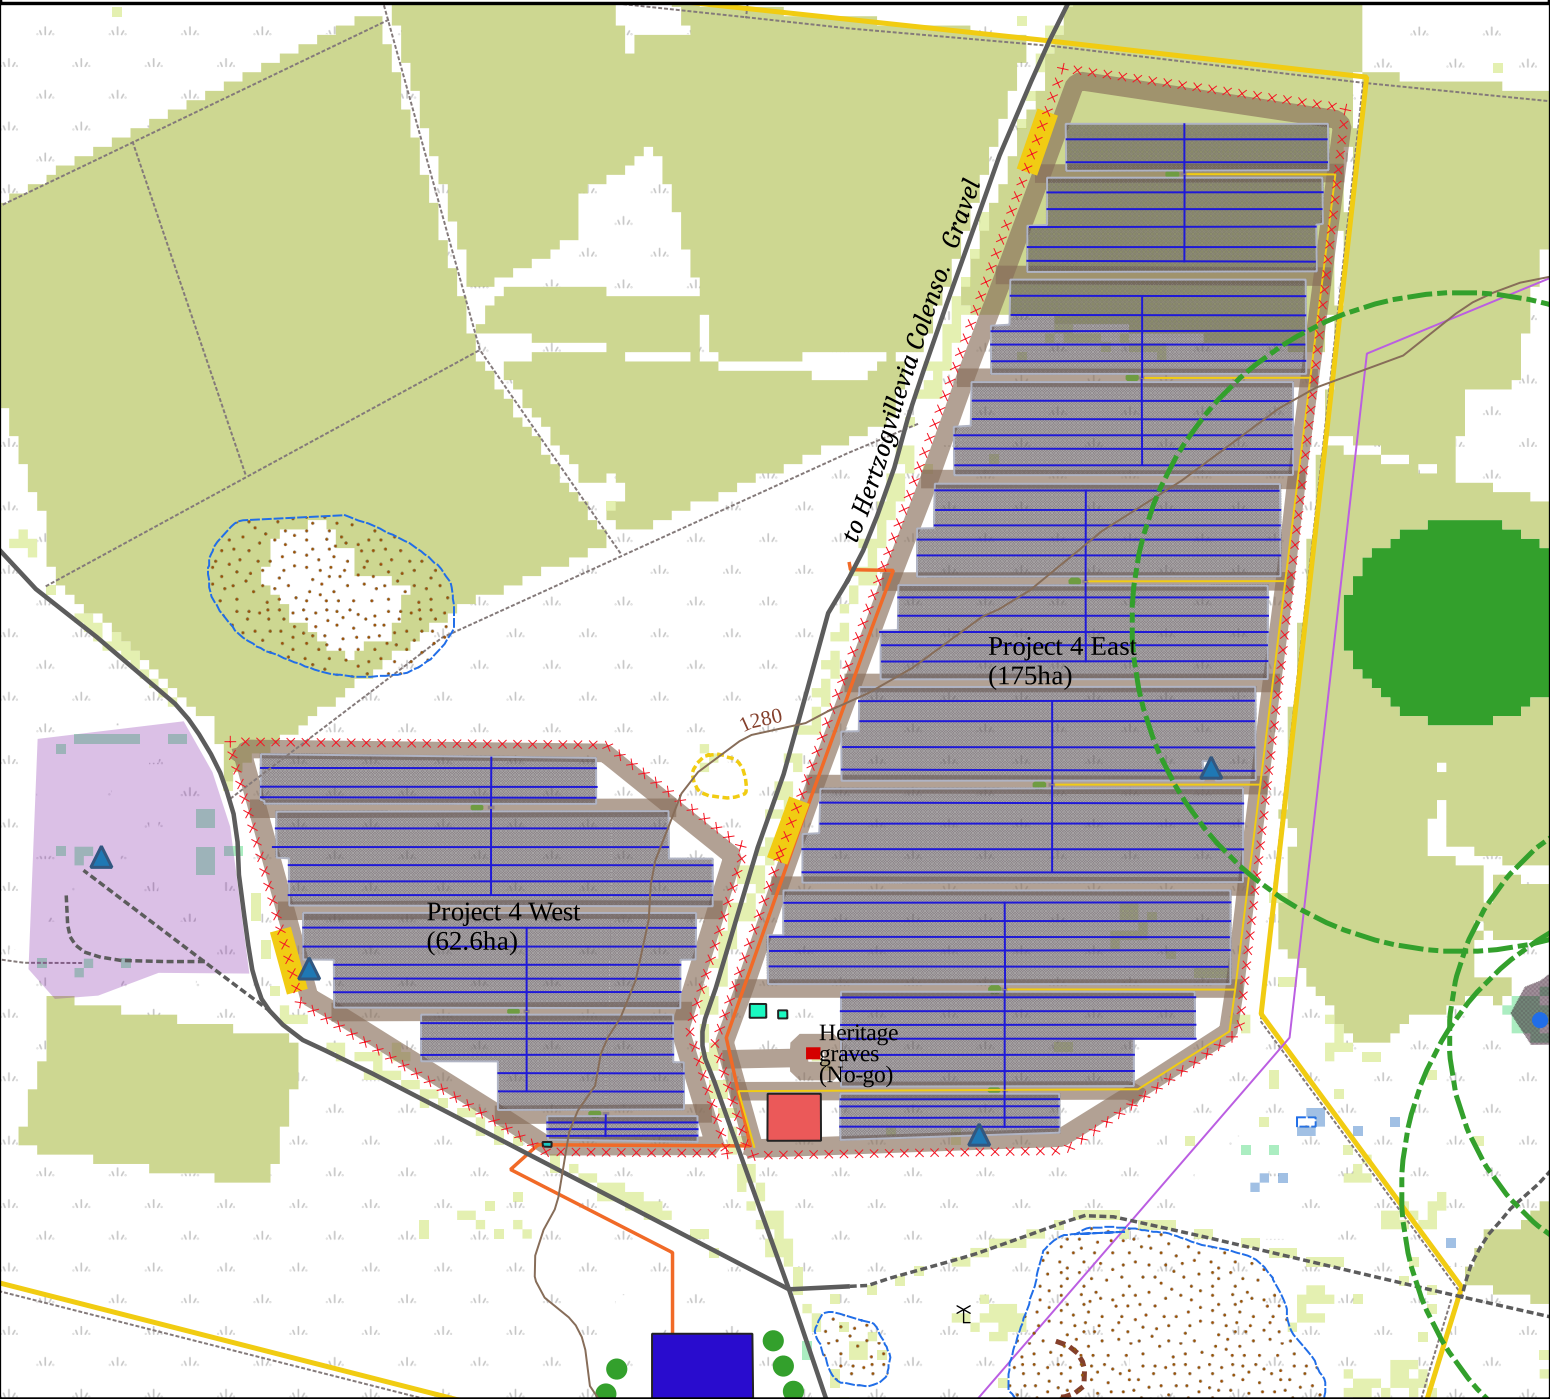 to Hertzogvillevia Colenso. Gravel
Project 4 East
(175ha)
1280
Project 4 West
(62.6ha)
Heritage
graves
(No-go)